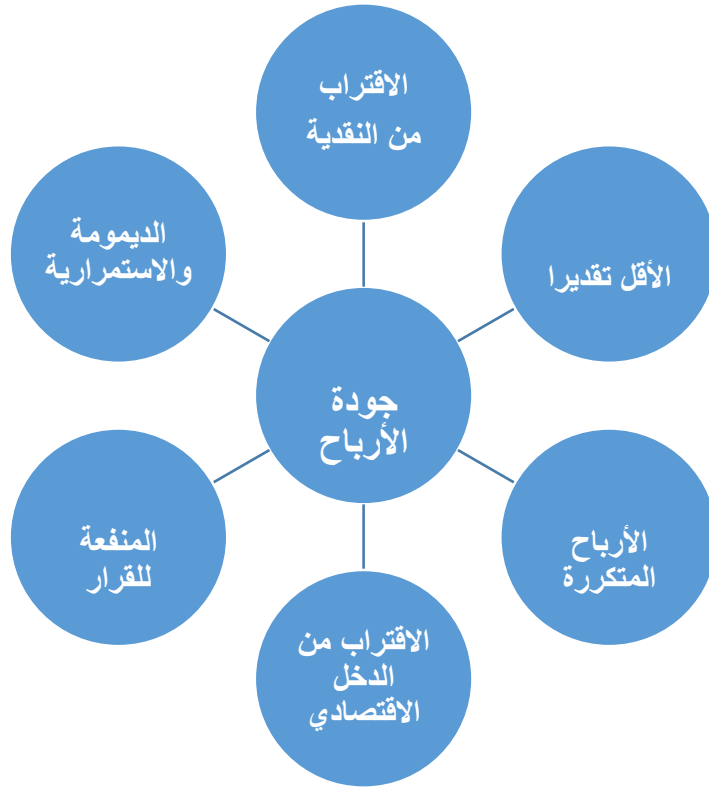 الاقتراب
من النقدية
الأقل تقديرا
الأرباح
المتكررة
الاقتراب من
الدخل
الاقتصادي
المنفعة
للقرار
الديمومة
والاستمرارية
جودة
الأرباح